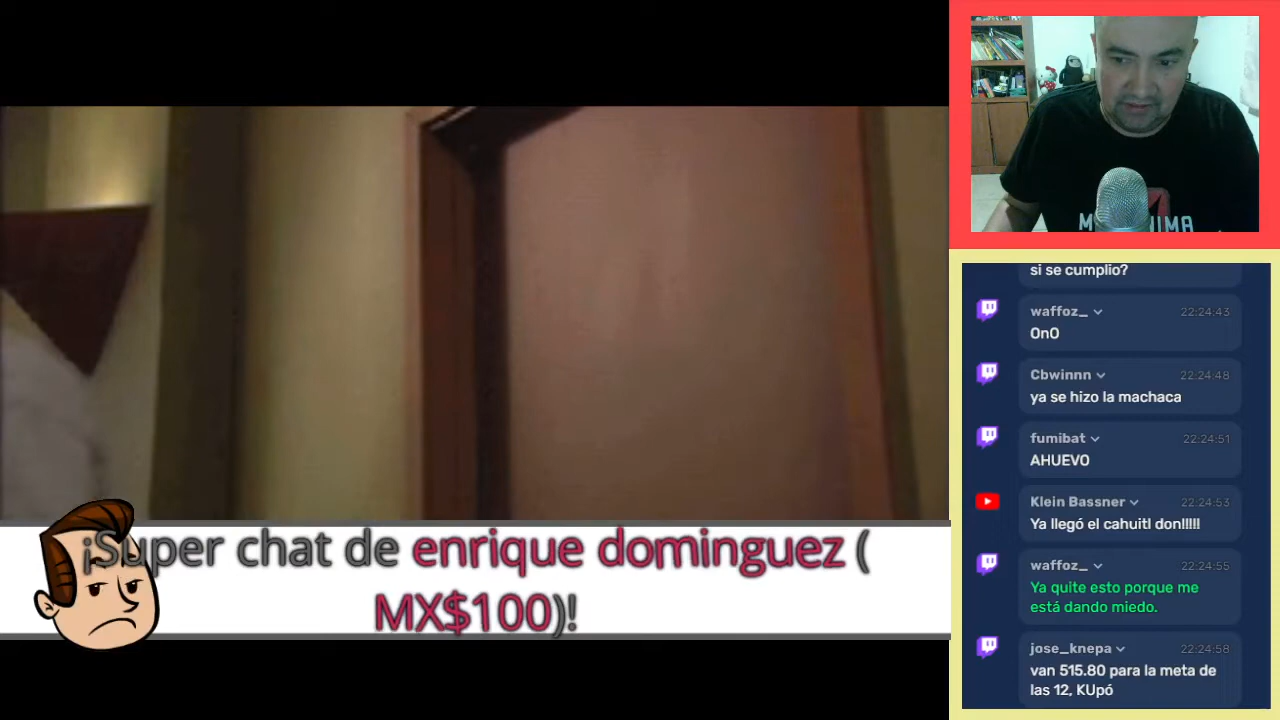 ¡Super chat de enrique dominguez (
MX$100)!
si se cumplio?
waffoz_ 22:24:43
OnO
Cbwinnn 22:24:48
ya se hizo la machaca
fumibat 22:24:51
AHUEVO
Klein Bassner 22:24:53
Ya llegó el cahuitl don!!!!!
waffoz_ 22:24:55
Ya quite esto porque me
está dando miedo.
jose_knepa 22:24:58
van 515.80 para la meta de
las 12, KUpó